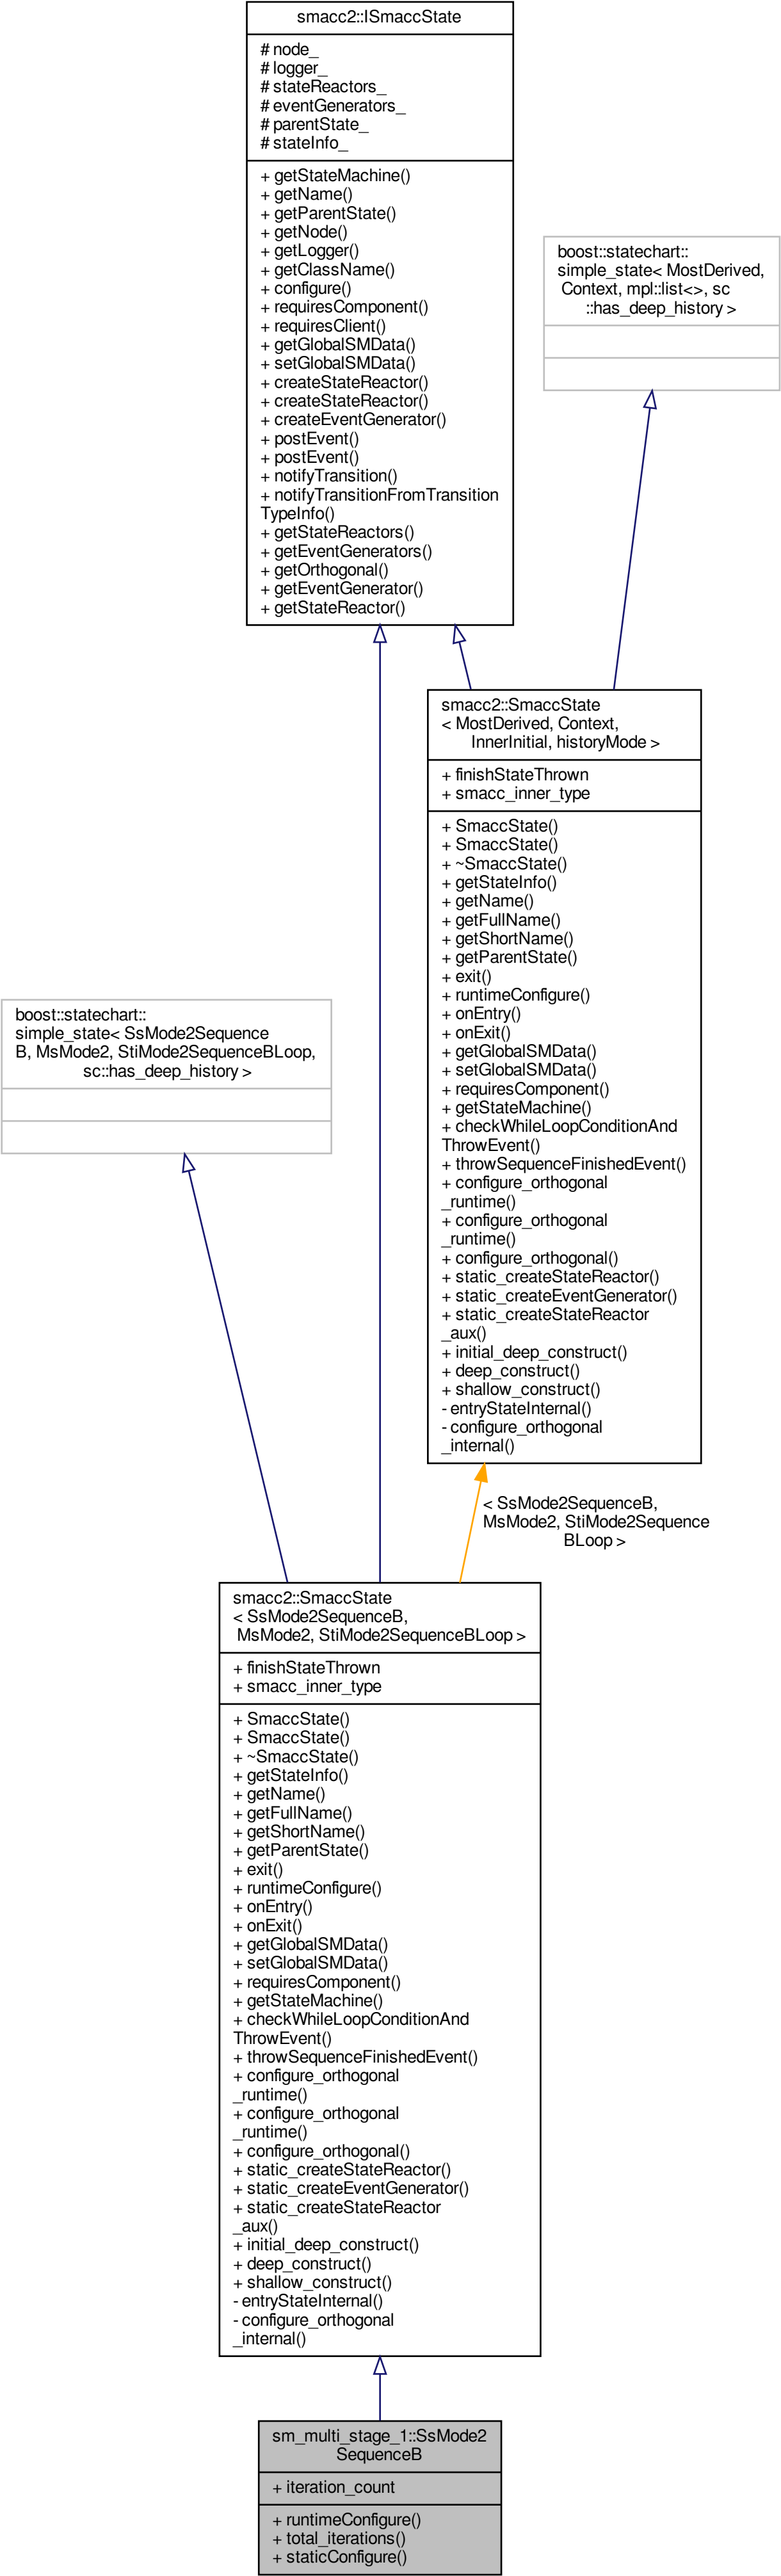 smacc2::ISmaccState
# node_
# logger_
# stateReactors_
# eventGenerators_
# parentState_
# stateInfo_
+ getStateMachine()
+ getName()
+ getParentState()
+ getNode()
+ getLogger()
+ getClassName()
+ configure()
+ requiresComponent()
+ requiresClient()
+ getGlobalSMData()
+ setGlobalSMData()
+ createStateReactor()
+ createStateReactor()
+ createEventGenerator()
+ postEvent()
+ postEvent()
+ notifyTransition()
+ notifyTransitionFromTransition
TypeInfo()
+ getStateReactors()
+ getEventGenerators()
+ getOrthogonal()
+ getEventGenerator()
+ getStateReactor()
boost::statechart::
simple_state< MostDerived,
Context, mpl::list<>, sc
::has_deep_history >
smacc2::SmaccState
< MostDerived, Context,
InnerInitial, historyMode >
+ finishStateThrown
+ smacc_inner_type
+ SmaccState()
+ SmaccState()
+ ~SmaccState()
+ getStateInfo()
+ getName()
+ getFullName()
+ getShortName()
+ getParentState()
+ exit()
+ runtimeConfigure()
+ onEntry()
+ onExit()
+ getGlobalSMData()
+ setGlobalSMData()
+ requiresComponent()
+ getStateMachine()
+ checkWhileLoopConditionAnd
ThrowEvent()
+ throwSequenceFinishedEvent()
+ configure_orthogonal
_runtime()
+ configure_orthogonal
_runtime()
+ configure_orthogonal()
+ static_createStateReactor()
+ static_createEventGenerator()
+ static_createStateReactor
_aux()
+ initial_deep_construct()
+ deep_construct()
+ shallow_construct()
- entryStateInternal()
- configure_orthogonal
_internal()
boost::statechart::
simple_state< SsMode2Sequence
B, MsMode2, StiMode2SequenceBLoop,
sc::has_deep_history >
< SsMode2SequenceB,
MsMode2, StiMode2Sequence
BLoop >
smacc2::SmaccState
< SsMode2SequenceB,
MsMode2, StiMode2SequenceBLoop >
+ finishStateThrown
+ smacc_inner_type
+ SmaccState()
+ SmaccState()
+ ~SmaccState()
+ getStateInfo()
+ getName()
+ getFullName()
+ getShortName()
+ getParentState()
+ exit()
+ runtimeConfigure()
+ onEntry()
+ onExit()
+ getGlobalSMData()
+ setGlobalSMData()
+ requiresComponent()
+ getStateMachine()
+ checkWhileLoopConditionAnd
ThrowEvent()
+ throwSequenceFinishedEvent()
+ configure_orthogonal
_runtime()
+ configure_orthogonal
_runtime()
+ configure_orthogonal()
+ static_createStateReactor()
+ static_createEventGenerator()
+ static_createStateReactor
_aux()
+ initial_deep_construct()
+ deep_construct()
+ shallow_construct()
- entryStateInternal()
- configure_orthogonal
_internal()
sm_multi_stage_1::SsMode2
SequenceB
+ iteration_count
+ runtimeConfigure()
+ total_iterations()
+ staticConfigure()